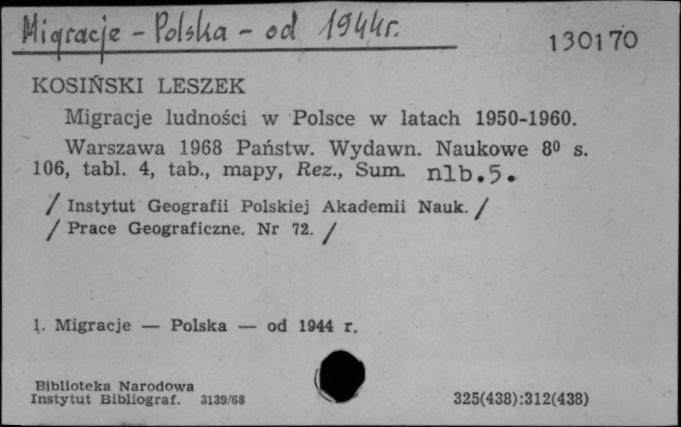 Migracje - Polska - od 1944r.
130170
KOSIŃSKI LESZEK
Migracje ludności w Polsce w latach 1950-1960.
Warszawa 1968 Państw. Wydawn. Naukowe 8⁰ s.
106, tabl. 4, tab., mapy, Rez., Sum. nlb.5.
/ Instytut Geografii Polskiej Akademii Nauk. /
/ Prace Geograficzne. Nr 72. /
1. Migracje — Polska — od 1944 r.
Biblioteka Narodowa
Instytut Bibliograf. 3139/68
325(438):312(438)